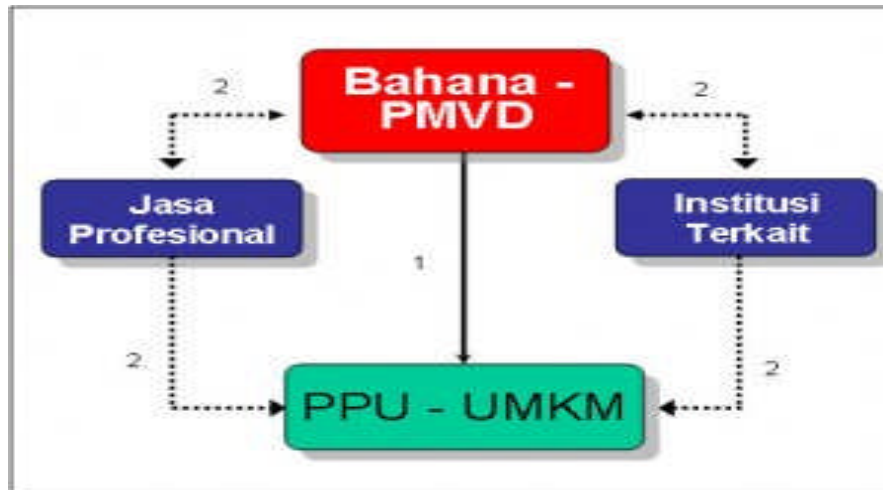 Bahana -
PMVD
2
2
Jasa
Profesional
Institusi
Terkait
1
2
2
PPU - UMKM